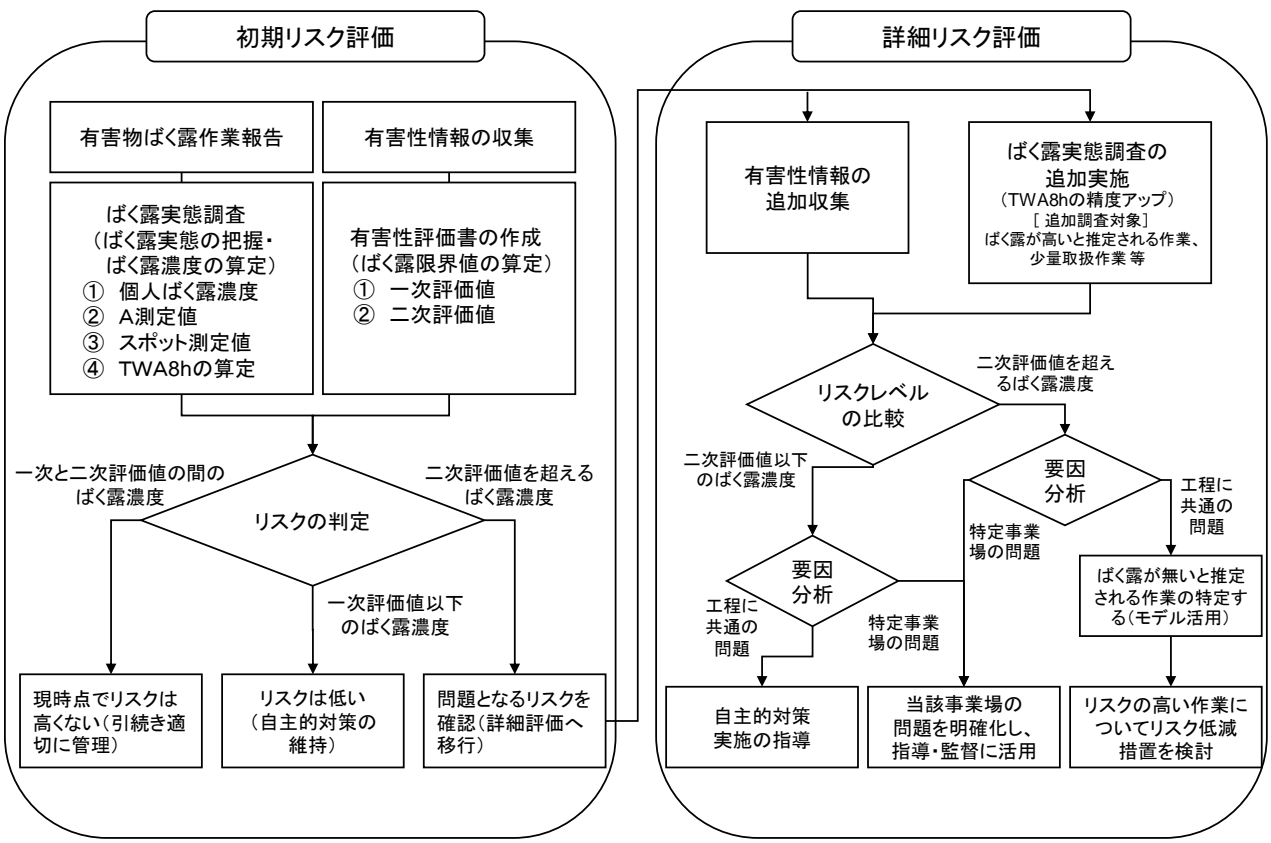 初期リスク評価
有害物ばく露作業報告
有害性情報の収集
ばく露実態調査
(ばく露実態の把握・
ばく露濃度の算定)
① 個人ばく露濃度
② A測定値
③ スポット測定値
④ TWA8hの算定
有害性評価書の作成
(ばく露限界値の算定)
① 一次評価値
② 二次評価値
一次と二次評価値の間の
ばく露濃度
二次評価値を超える
ばく露濃度
リスクの判定
一次評価値以下
のばく露濃度
現時点でリスクは
高くない(引続き適
切に管理)
リスクは低い
(自主的対策の
維持)
問題となるリスクを
確認(詳細評価へ
移行)
詳細リスク評価
有害性情報の
追加収集
ばく露実態調査の
追加実施
(TWA8hの精度アップ)
[ 追加調査対象]
ばく露が高いと推定される作業、
少量取扱作業 等
リスクレベル
の比較
二次評価値を超え
るばく露濃度
二次評価値以下
のばく露濃度
要因
分析
工程に
共通の
問題
特定事業
場の問題
要因
分析
工程に
共通の
問題
特定事業
場の問題
ばく露が無いと推定
される作業の特定す
る(モデル活用)
自主的対策
実施の指導
当該事業場の
問題を明確化し、
指導・監督に活用
リスクの高い作業に
ついてリスク低減
措置を検討